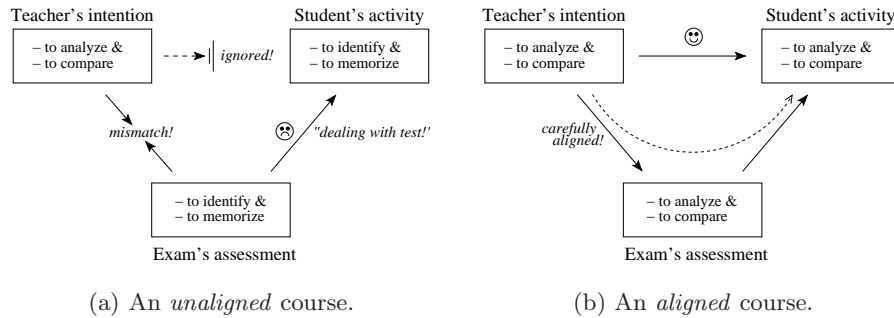 Teacher's intention
Student's activity
– to analyze &
– to compare
ignored!
– to identify &
– to memorize
mismatch!
"dealing with test!'
– to identify &
– to memorize
Exam's assessment
(a) An unaligned course.
Teacher's intention
Student's activity
– to analyze &
– to compare
– to analyze &
– to compare
carefully
aligned!
– to analyze &
– to compare
Exam's assessment
(b) An aligned course.